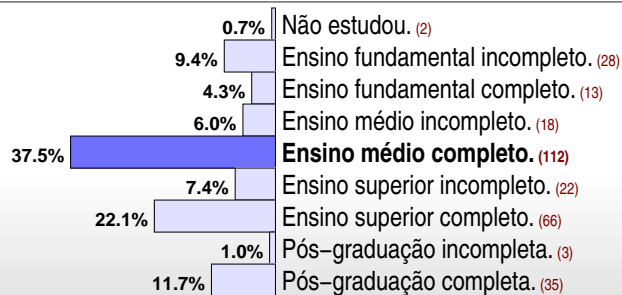 0.7% Não estudou. (2)
9.4% Ensino fundamental incompleto. (28)
4.3% Ensino fundamental completo. (13)
6.0% Ensino médio incompleto. (18)
37.5% Ensino médio completo. (112)
7.4% Ensino superior incompleto. (22)
22.1% Ensino superior completo. (66)
1.0% Pós−graduação incompleta. (3)
11.7% Pós−graduação completa. (35)